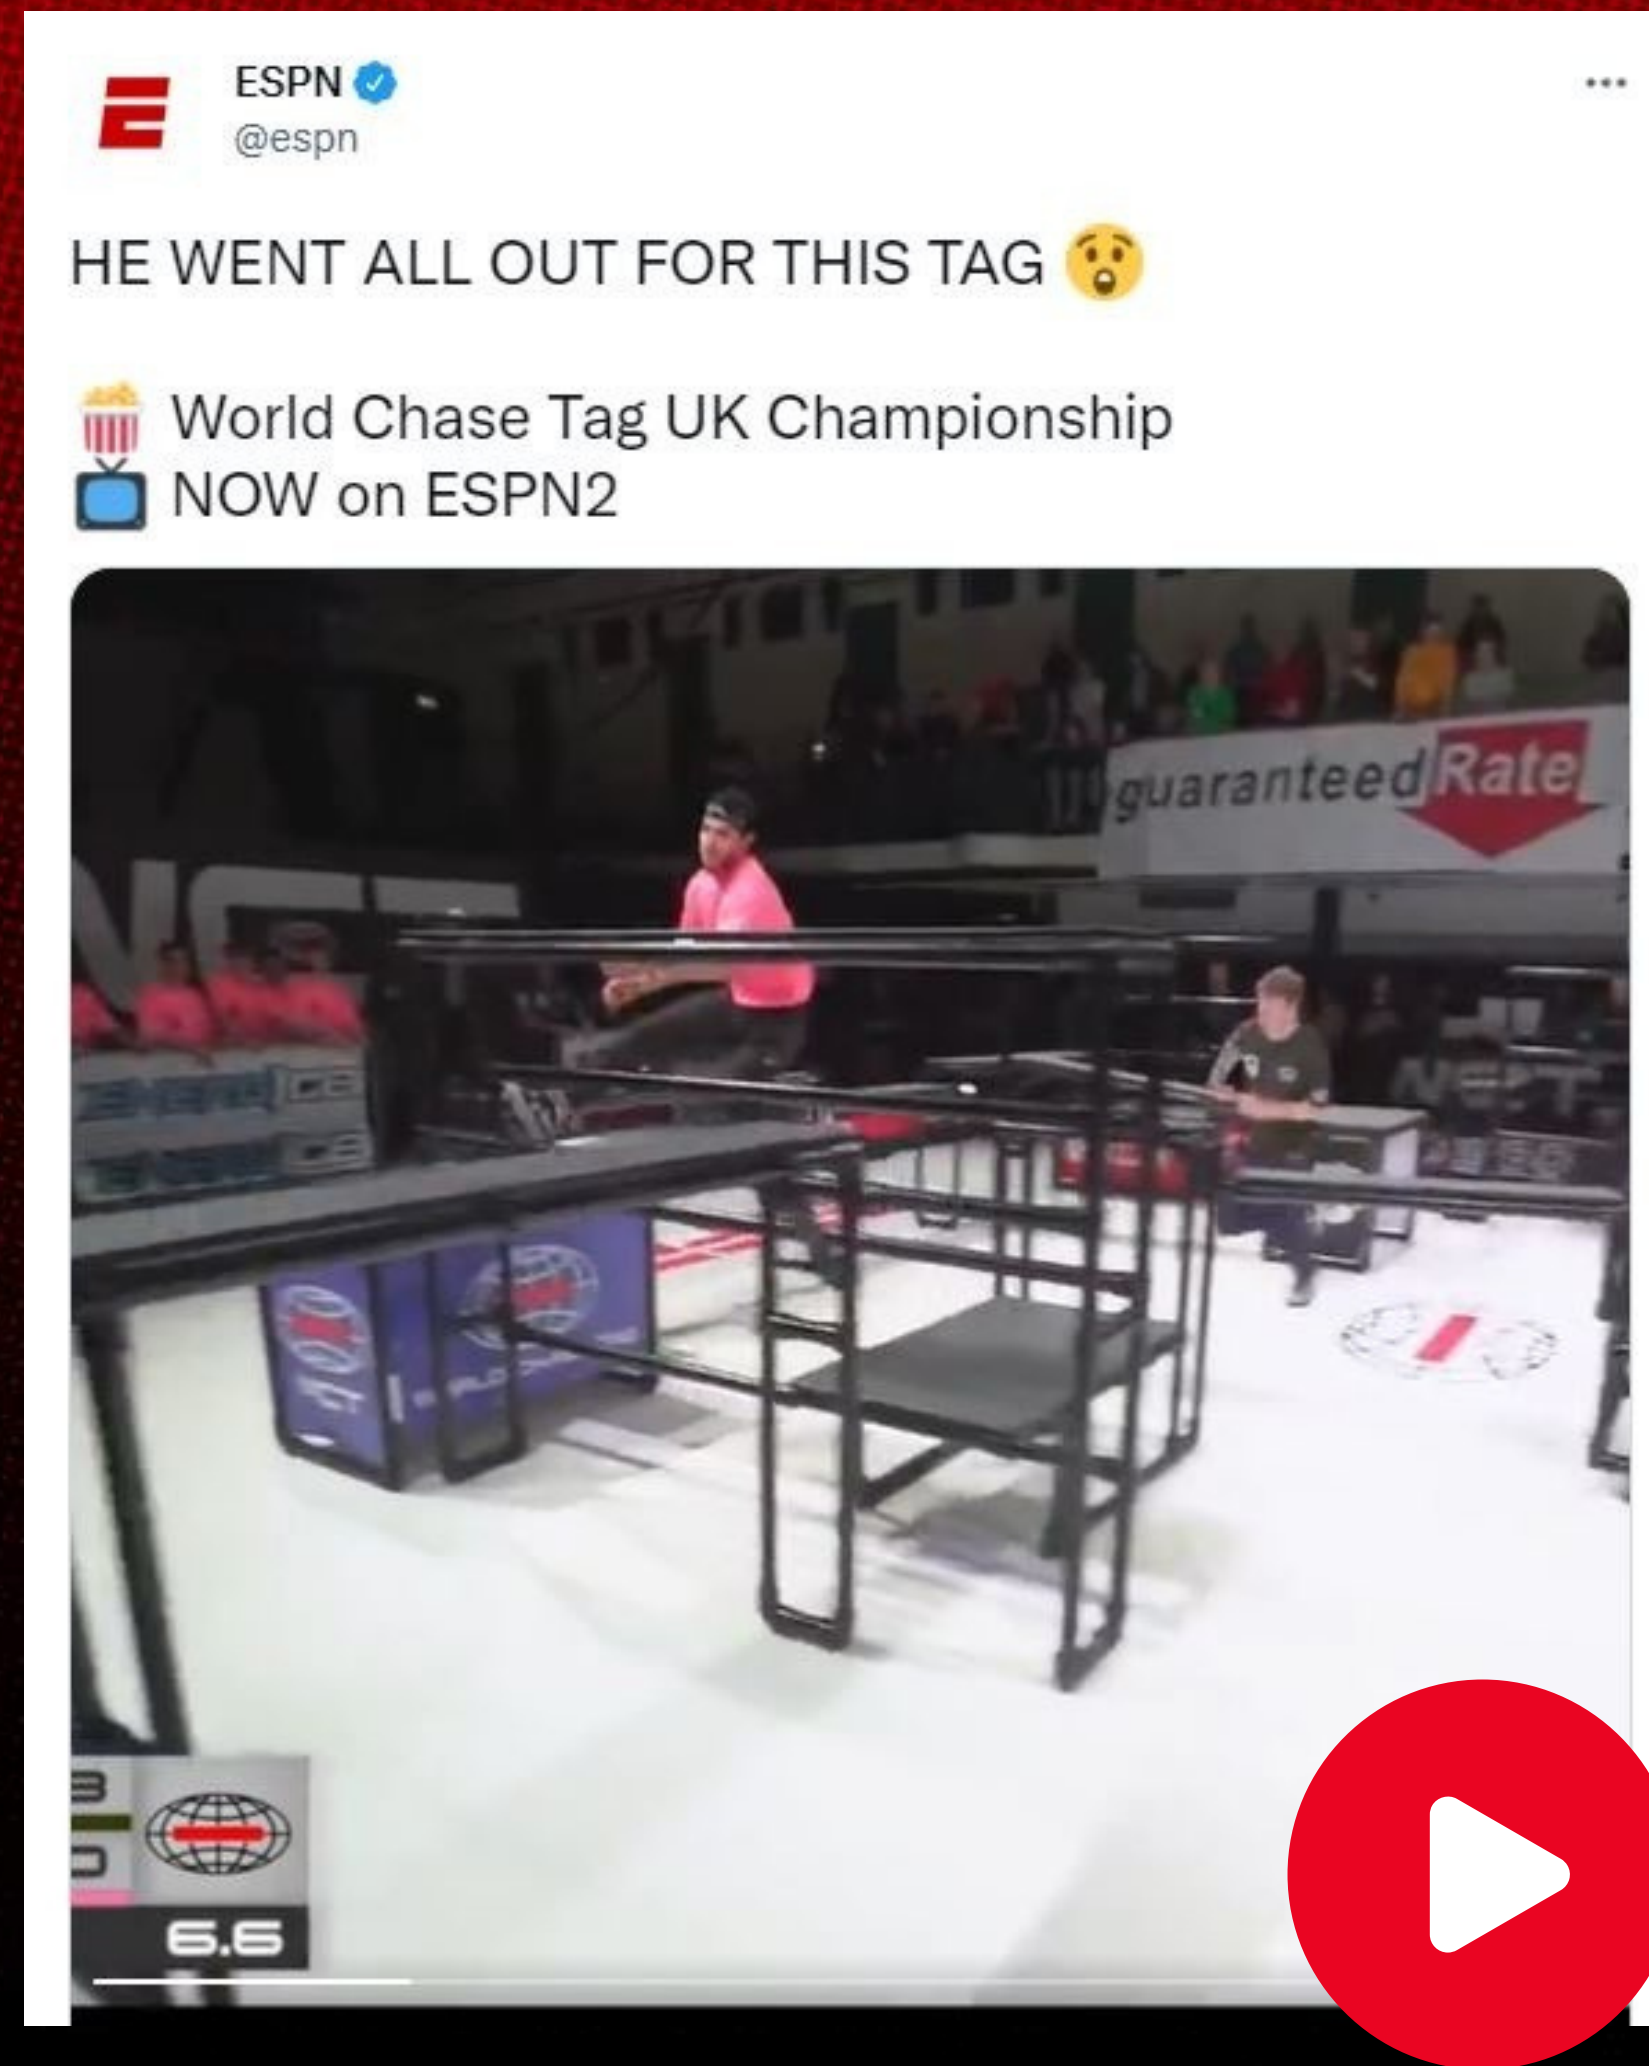 ESPN
@espn
HE WENT ALL OUT FOR THIS TAG
World Chase Tag UK Championship
NOW on ESPN2
guaranteed Rate
6.6